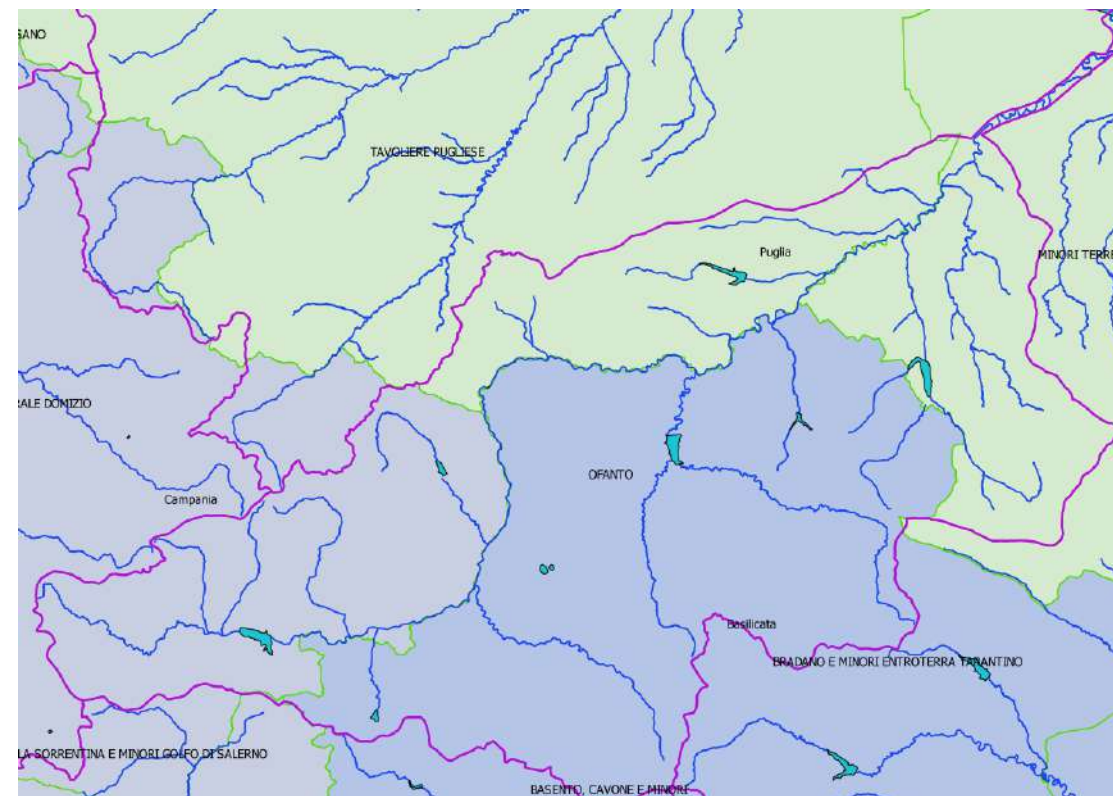 SANO
TAVOLIERE PUGLIESE
Puglia
MINORI TERRE
RALE DOMIZIO
OFANTO
Campania
Basilicata
BRADANO E MINORI ENTROTERRA TARANTINO
LA SORRENTINA E MINORI GOLFO DI SALERNO
BASENTO, CAVONE E MINORI